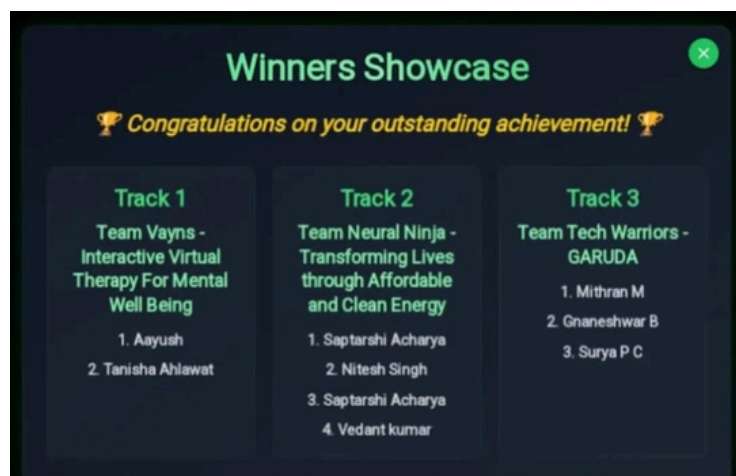 Winners Showcase
🏆 Congratulations on your outstanding achievement! 🏆
Track 1
Team Vayns -
Interactive Virtual
Therapy For Mental
Well Being
1. Aayush
2. Tanisha Ahlawat
Track 2
Team Neural Ninja -
Transforming Lives
through Affordable
and Clean Energy
1. Saptarshi Acharya
2. Nitesh Singh
3. Saptarshi Acharya
4. Vedant kumar
Track 3
Team Tech Warriors -
GARUDA
1. Mithran M
2. Gnaneshwar B
3. Surya P C